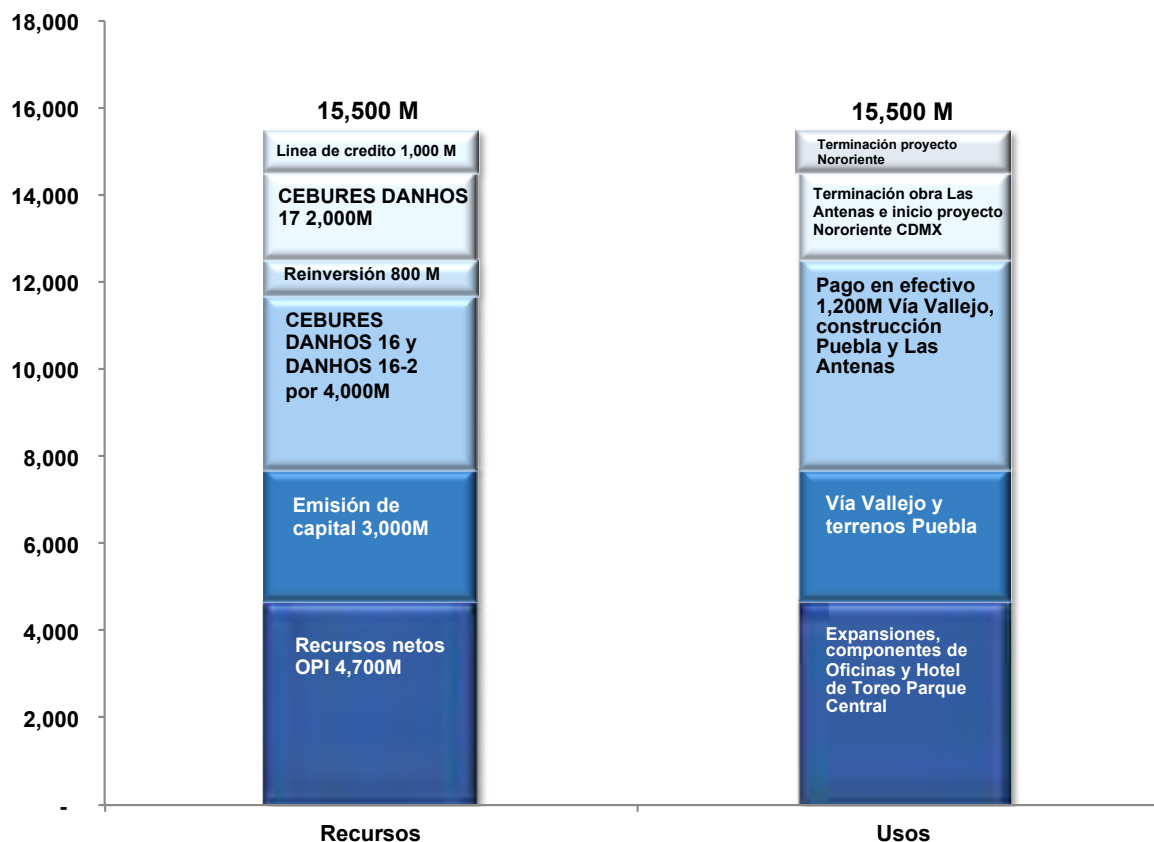 18,000
16,000
14,000
12,000
10,000
8,000
6,000
4,000
2,000
-
15,500 M
Linea de credito 1,000 M
CEBURES DANHOS
17 2,000M
Reinversión 800 M
CEBURES
DANHOS 16 y
DANHOS 16-2
por 4,000M
Emisión de
capital 3,000M
Recursos netos
OPI 4,700M
Recursos
15,500 M
Terminación proyecto
Nororiente
Terminación obra Las
Antenas e inicio proyecto
Nororiente CDMX
Pago en efectivo
1,200M Vía Vallejo,
construcción
Puebla y Las
Antenas
Vía Vallejo y
terrenos Puebla
Expansiones,
componentes de
Oficinas y Hotel
de Toreo Parque
Central
Usos